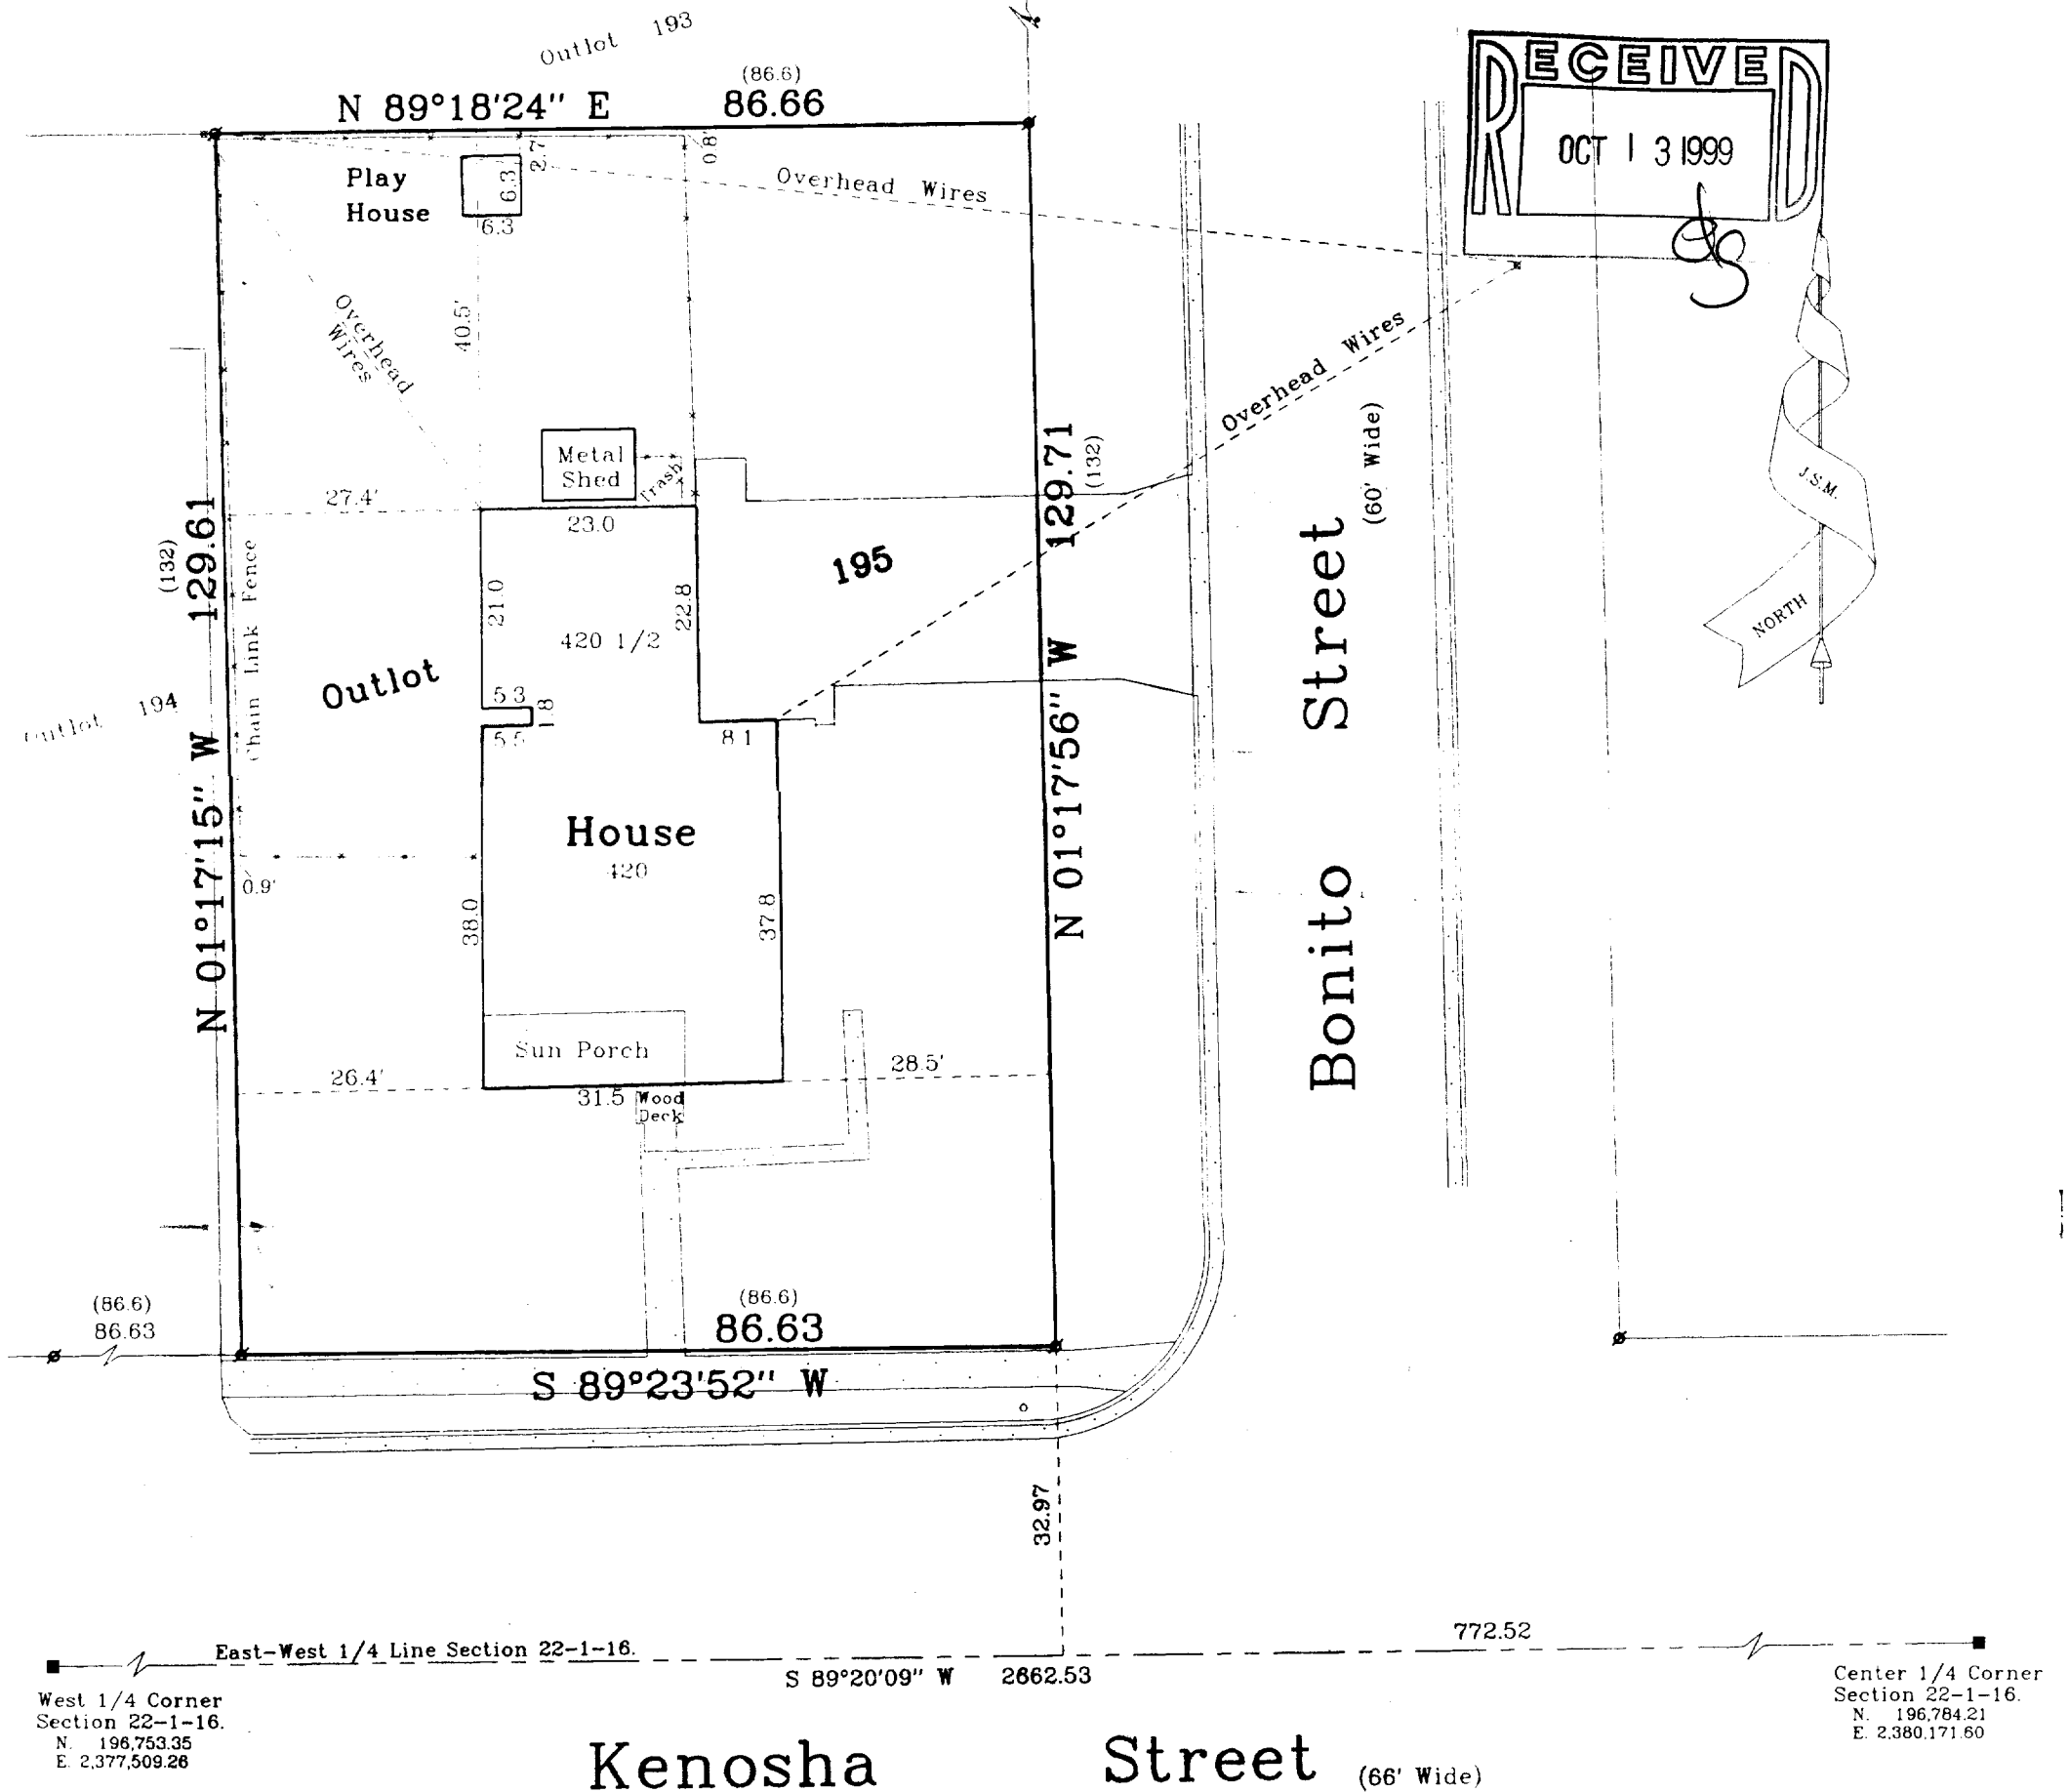 Outlot 193
(86.6)
N 89°18'24" E 86.66
RECEIVED
OCT 13 1999
Play
House
6.3
6.3
2.7
0.8'
Overhead Wires
Overhead
Wires
40.5'
Overhead Wires
(60' Wide)
J.S.M.
NORTH
Metal
Shed
Trash
27.4'
23.0
(132)
129.61
N 01°17'15" W
Chain Link Fence
129.71
(132)
N 01°17'56" W
195
21.0
22.8
420 1/2
Outlot
Outlot 194
5.3
1.8
5.5
8.1
House
420
0.9'
38.0
37.8
Bonito Street
Sun Porch
26.4'
28.5'
31.5
Wood
Deck
(86.6)
86.63
(86.6)
86.63
S 89°23'52" W
32.97
772.52
East-West 1/4 Line Section 22-1-16.
S 89°20'09" W 2662.53
West 1/4 Corner
Section 22-1-16.
N. 196,753.35
E. 2,377,509.26
Center 1/4 Corner
Section 22-1-16.
N. 196,784.21
E. 2,380,171.60
Kenosha Street (66' Wide)